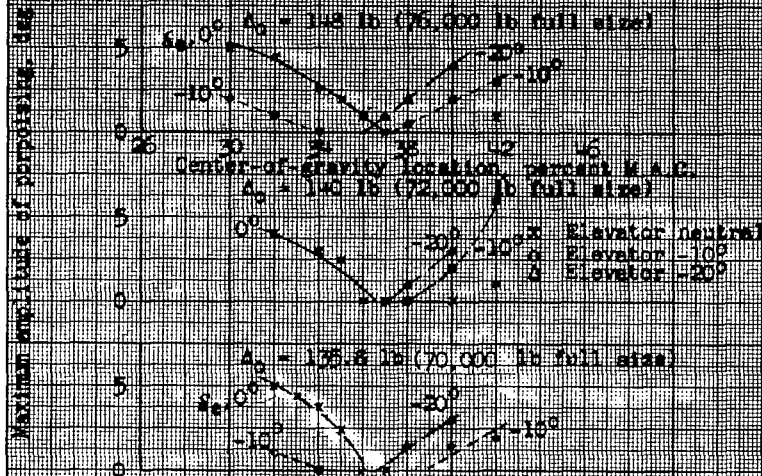 Maximum amplitude of porpoising, deg
Δ₀ = 148 lb (76,000 lb full size)
5
δₑ, 0°
-20°
-10°
-10°
0
26 30 34 38 42 46
Center-of-gravity location, percent M.A.C.
Δ₀ = 140 lb (72,000 lb full size)
5
0°
-20°
-10°
x Elevator neutral
o Elevator -10°
Δ Elevator -20°
0
Δ₀ = 135.8 lb (70,000 lb full size)
5
δₑ, 0°
-20°
-10°
-10°
0